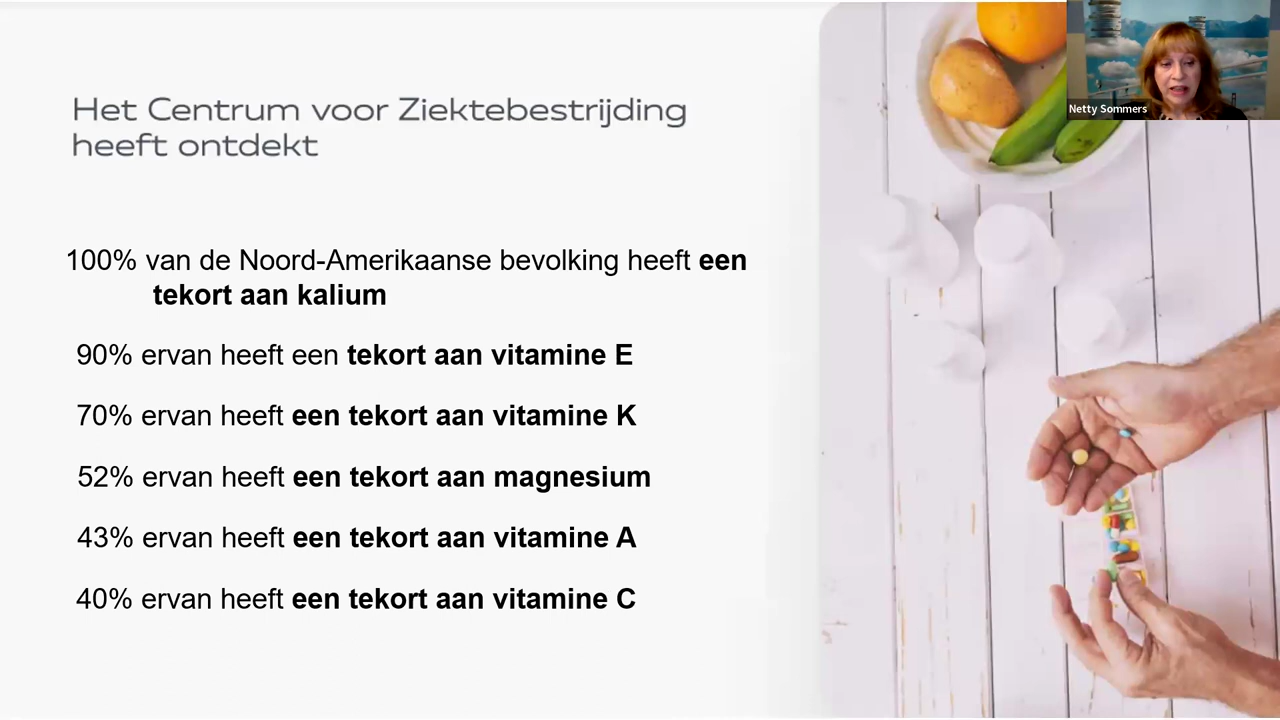 Het Centrum voor Ziektebestrijding
heeft ontdekt
100% van de Noord-Amerikaanse bevolking heeft een
tekort aan kalium
90% ervan heeft een tekort aan vitamine E
70% ervan heeft een tekort aan vitamine K
52% ervan heeft een tekort aan magnesium
43% ervan heeft een tekort aan vitamine A
40% ervan heeft een tekort aan vitamine C
Netty Sommers